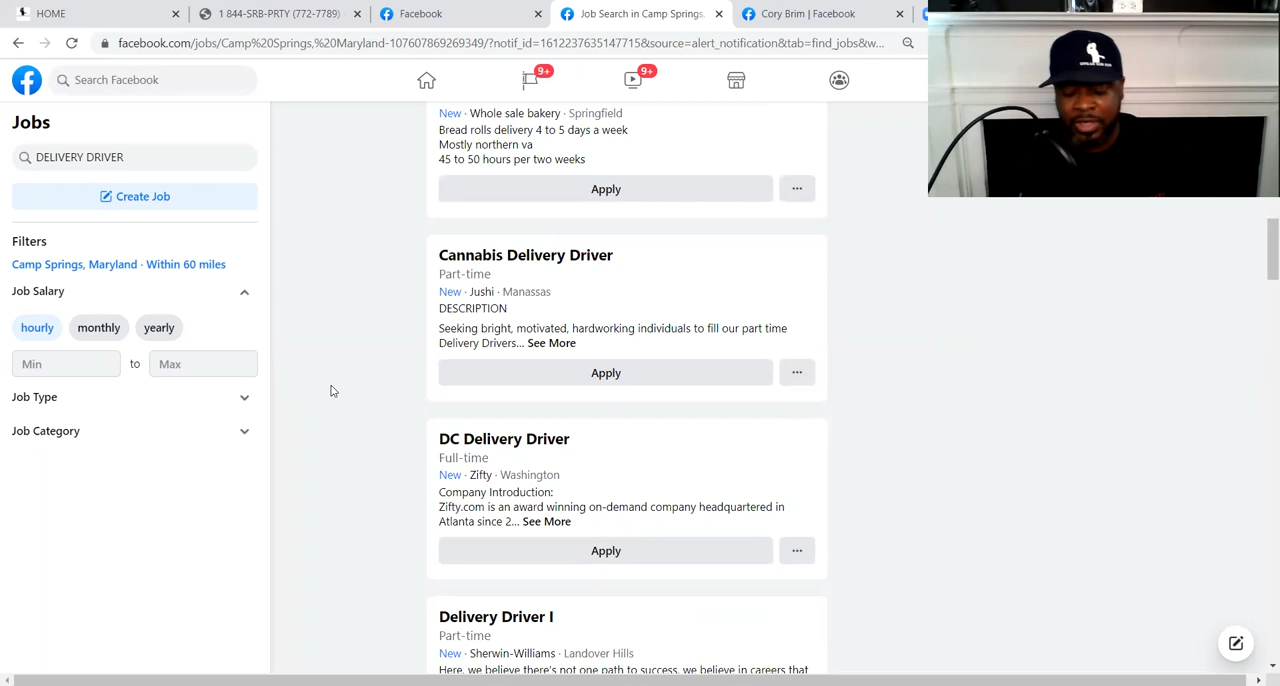 HOME
1 844-SRB-PRTY (772-7789)
Facebook
Job Search in Camp Springs,
Cory Brim | Facebook
facebook.com/jobs/Camp%20Springs,%20Maryland-107607869269349/?notif_id=1612237635147715&source=alert_notification&tab=find_jobs&w...
Search Facebook
9+
9+
Jobs
DELIVERY DRIVER
Create Job
Filters
Camp Springs, Maryland · Within 60 miles
Job Salary
hourly monthly yearly
Min to Max
Job Type
Job Category
New · Whole sale bakery · Springfield
Bread rolls delivery 4 to 5 days a week
Mostly northern va
45 to 50 hours per two weeks
Apply ...
Cannabis Delivery Driver
Part-time
New · Jushi · Manassas
DESCRIPTION
Seeking bright, motivated, hardworking individuals to fill our part time
Delivery Drivers... See More
Apply ...
DC Delivery Driver
Full-time
New · Zifty · Washington
Company Introduction:
Zifty.com is an award winning on-demand company headquartered in
Atlanta since 2... See More
Apply ...
Delivery Driver I
Part-time
New · Sherwin-Williams · Landover Hills
Here, we believe there's not one path to success, we believe in careers that